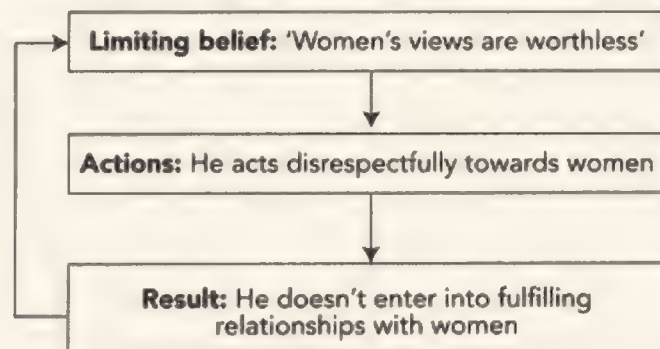 Limiting belief: ‘Women’s views are worthless’
Actions: He acts disrespectfully towards women
Result: He doesn’t enter into fulfilling
relationships with women